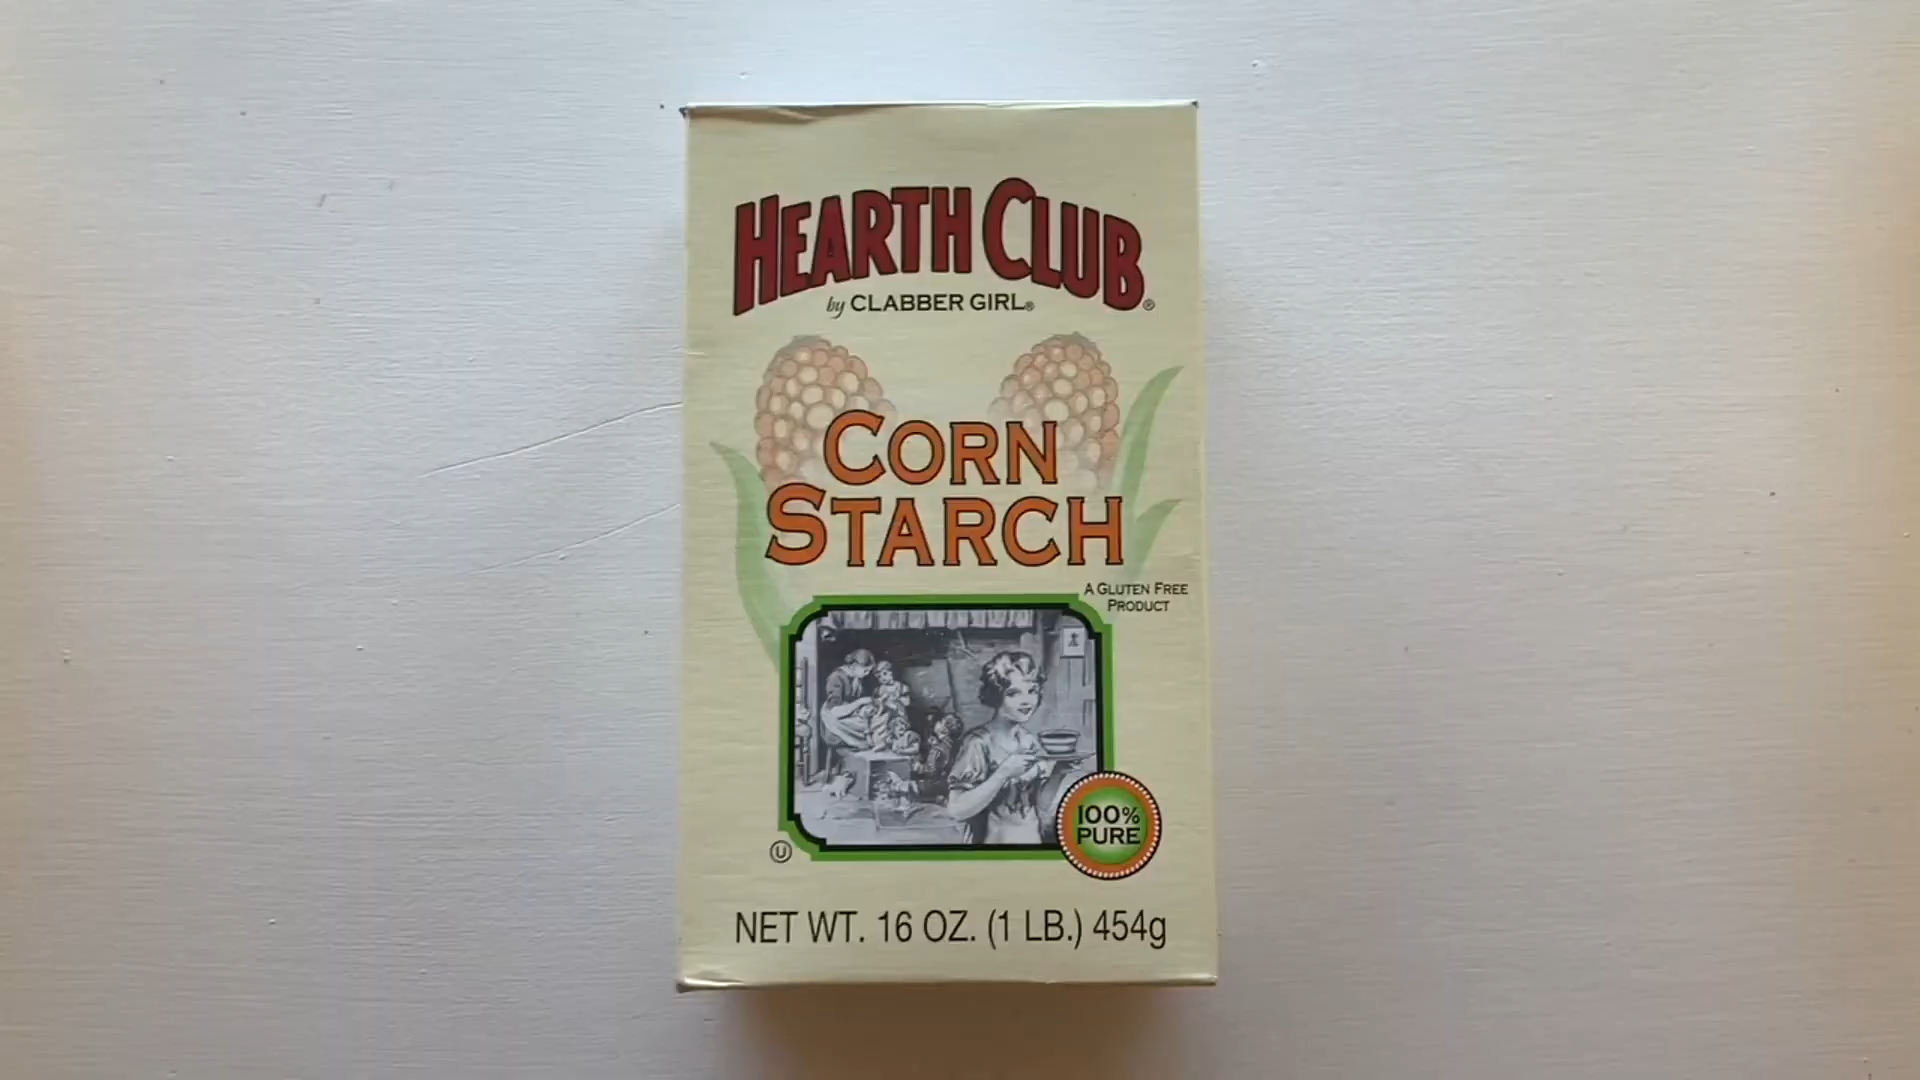 HEARTH CLUB®
by CLABBER GIRL®
CORN
STARCH
A GLUTEN FREE
PRODUCT
100%
PURE
U
NET WT. 16 OZ. (1 LB.) 454g